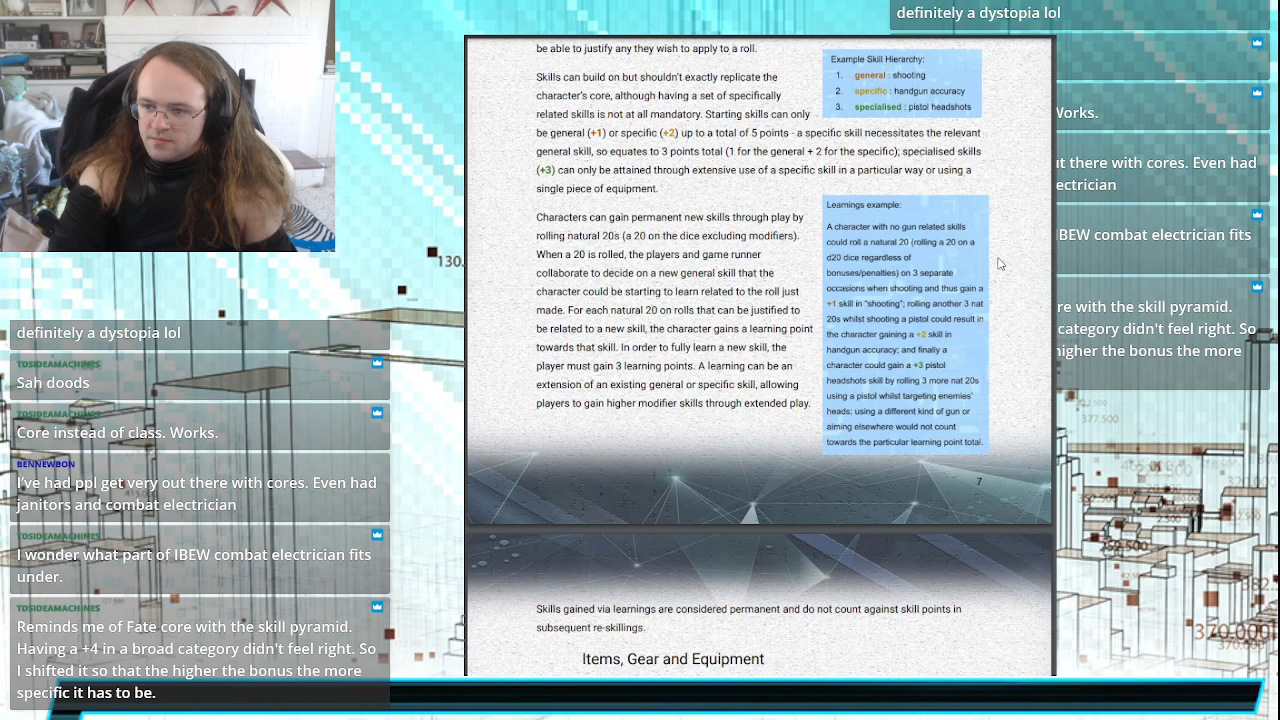 definitely a dystopia lol
TDSIDEAMACHINES
Sah doods
TDSIDEAMACHINES
Core instead of class. Works.
BENNEWBON
I've had ppl get very out there with cores. Even had
janitors and combat electrician
TDSIDEAMACHINES
I wonder what part of IBEW combat electrician fits
under.
TDSIDEAMACHINES
Reminds me of Fate core with the skill pyramid.
Having a +4 in a broad category didn't feel right. So
I shifted it so that the higher the bonus the more
specific it has to be.
be able to justify any they wish to apply to a roll.
Skills can build on but shouldn't exactly replicate the
character's core, although having a set of specifically
related skills is not at all mandatory. Starting skills can only
be general (+1) or specific (+2) up to a total of 5 points - a specific skill necessitates the relevant
general skill, so equates to 3 points total (1 for the general + 2 for the specific); specialised skills
(+3) can only be attained through extensive use of a specific skill in a particular way or using a
single piece of equipment.
Example Skill Hierarchy:
1. general : shooting
2. specific : handgun accuracy
3. specialised : pistol headshots
Characters can gain permanent new skills through play by
rolling natural 20s (a 20 on the dice excluding modifiers).
When a 20 is rolled, the players and game runner
collaborate to decide on a new general skill that the
character could be starting to learn related to the roll just
made. For each natural 20 on rolls that can be justified to
be related to a new skill, the character gains a learning point
towards that skill. In order to fully learn a new skill, the
player must gain 3 learning points. A learning can be an
extension of an existing general or specific skill, allowing
players to gain higher modifier skills through extended play.
Learnings example:
A character with no gun related skills
could roll a natural 20 (rolling a 20 on a
d20 dice regardless of
bonuses/penalties) on 3 separate
occasions when shooting and thus gain a
+1 skill in "shooting"; rolling another 3 nat
20s whilst shooting a pistol could result in
the character gaining a +2 skill in
handgun accuracy; and finally a
character could gain a +3 pistol
headshots skill by rolling 3 more nat 20s
using a pistol whilst targeting enemies'
heads; using a different kind of gun or
aiming elsewhere would not count
towards the particular learning point total.
7
Skills gained via learnings are considered permanent and do not count against skill points in
subsequent re-skillings.
Items, Gear and Equipment
definitely a dystopia lol
Works.
ut there with cores. Even had
ectrician
BEW combat electrician fits
re with the skill pyramid.
category didn't feel right. So
higher the bonus the more
130.
377.500
370.000